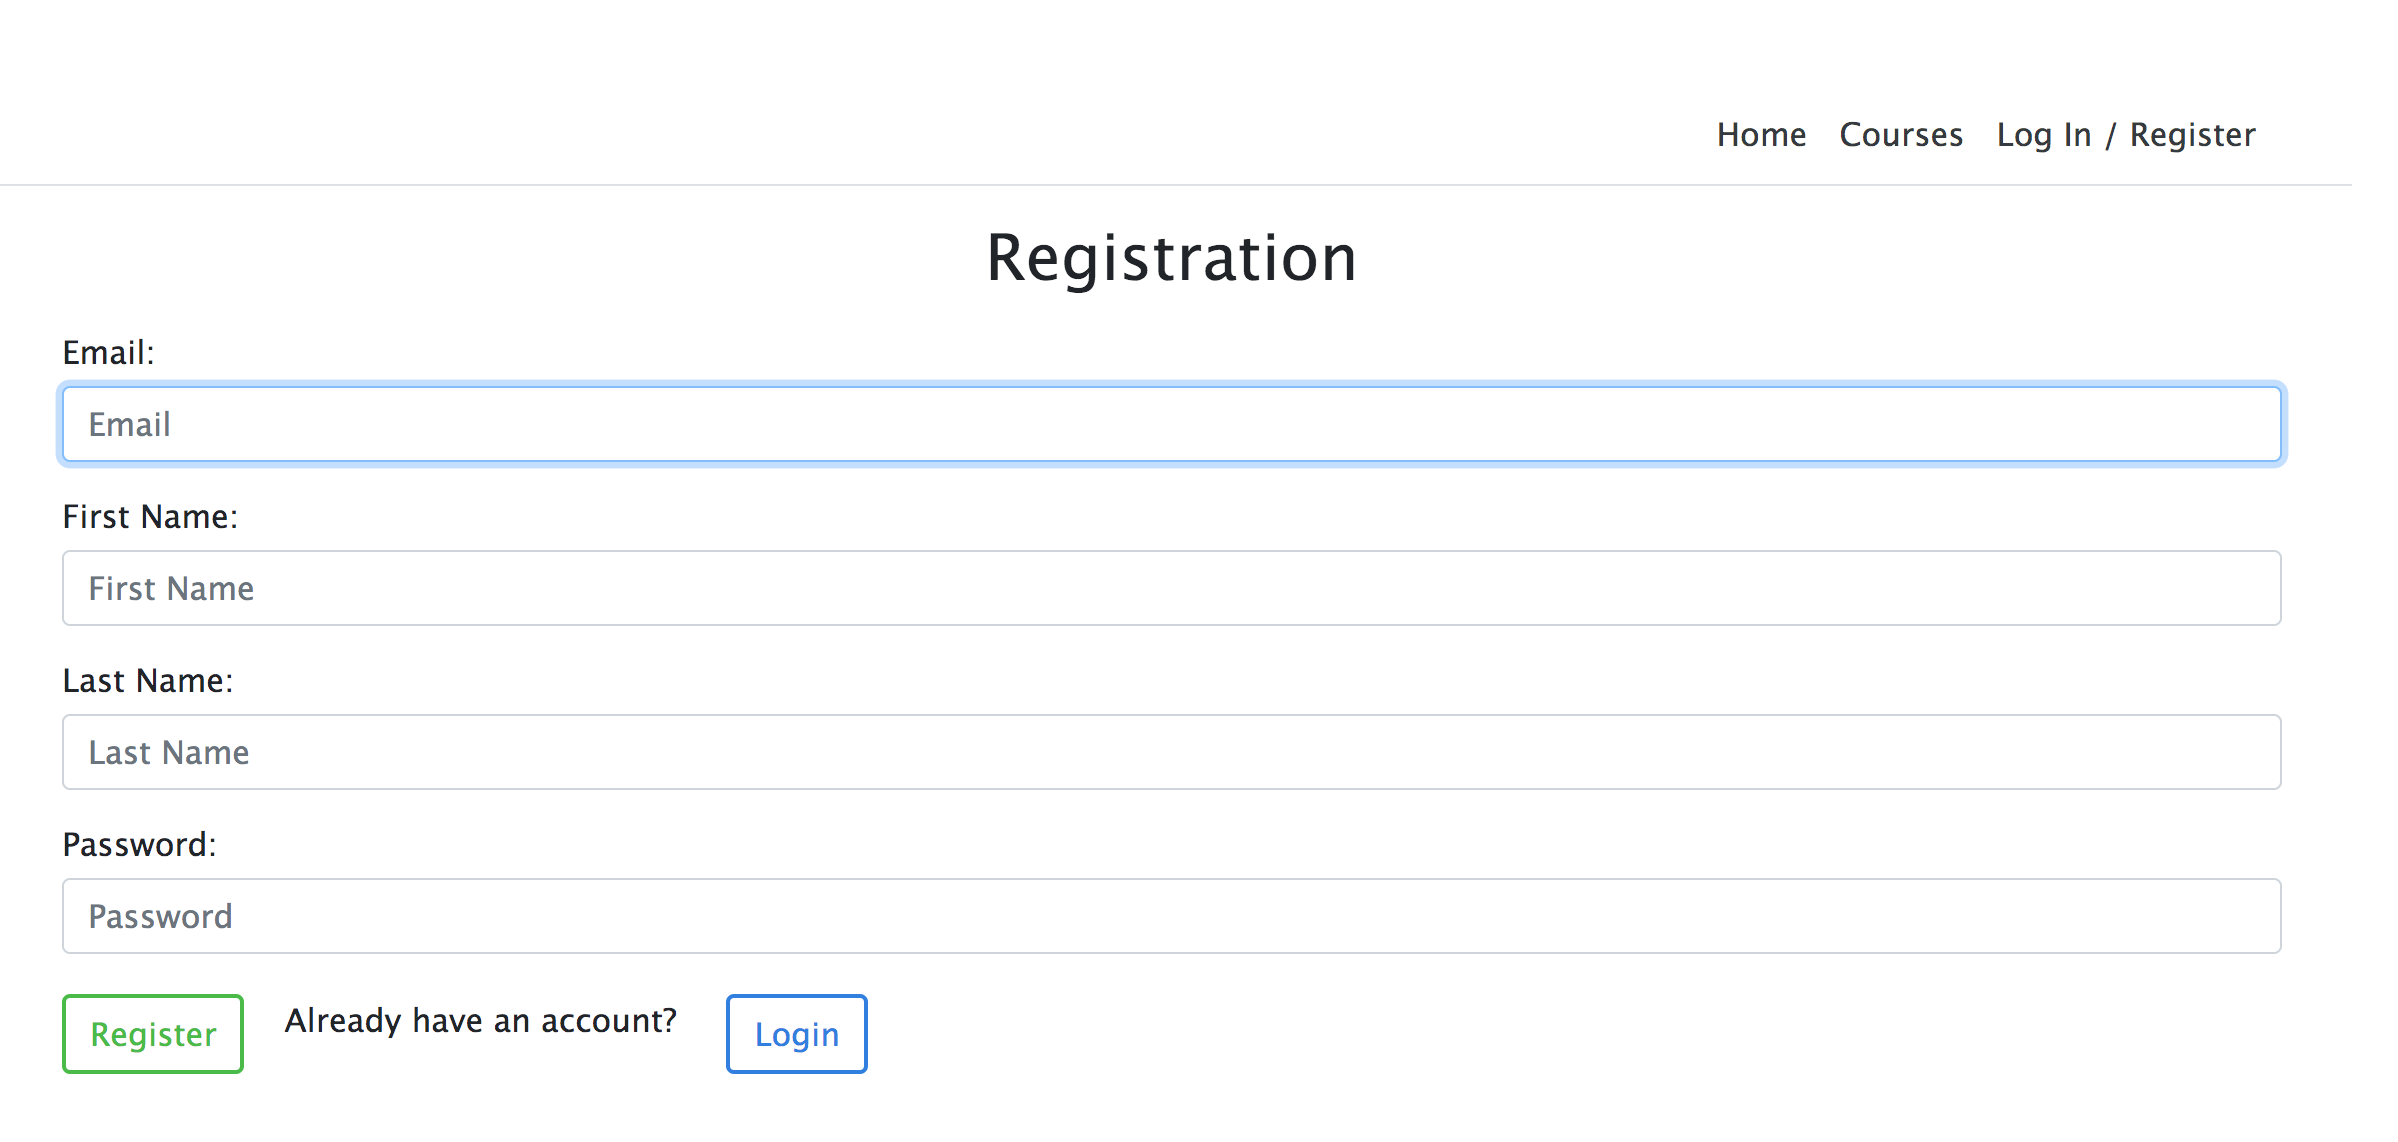 Home Courses Log In / Register
Registration
Email:
Email
First Name:
First Name
Last Name:
Last Name
Password:
Password
Register Already have an account? Login